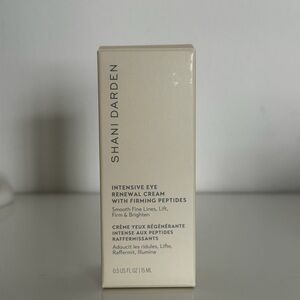 SHANI DARDEN
INTENSIVE EYE
RENEWAL CREAM
WITH FIRMING PEPTIDES
Smooth Fine Lines, Lift,
Firm & Brighten
CRÈME YEUX RÉGÉNÉRANTE
INTENSE AUX PEPTIDES
RAFFERMISSANTS
Adoucit les ridules, Lifte,
Raffermit, Illumine
0.5 US FL OZ | 15 ML